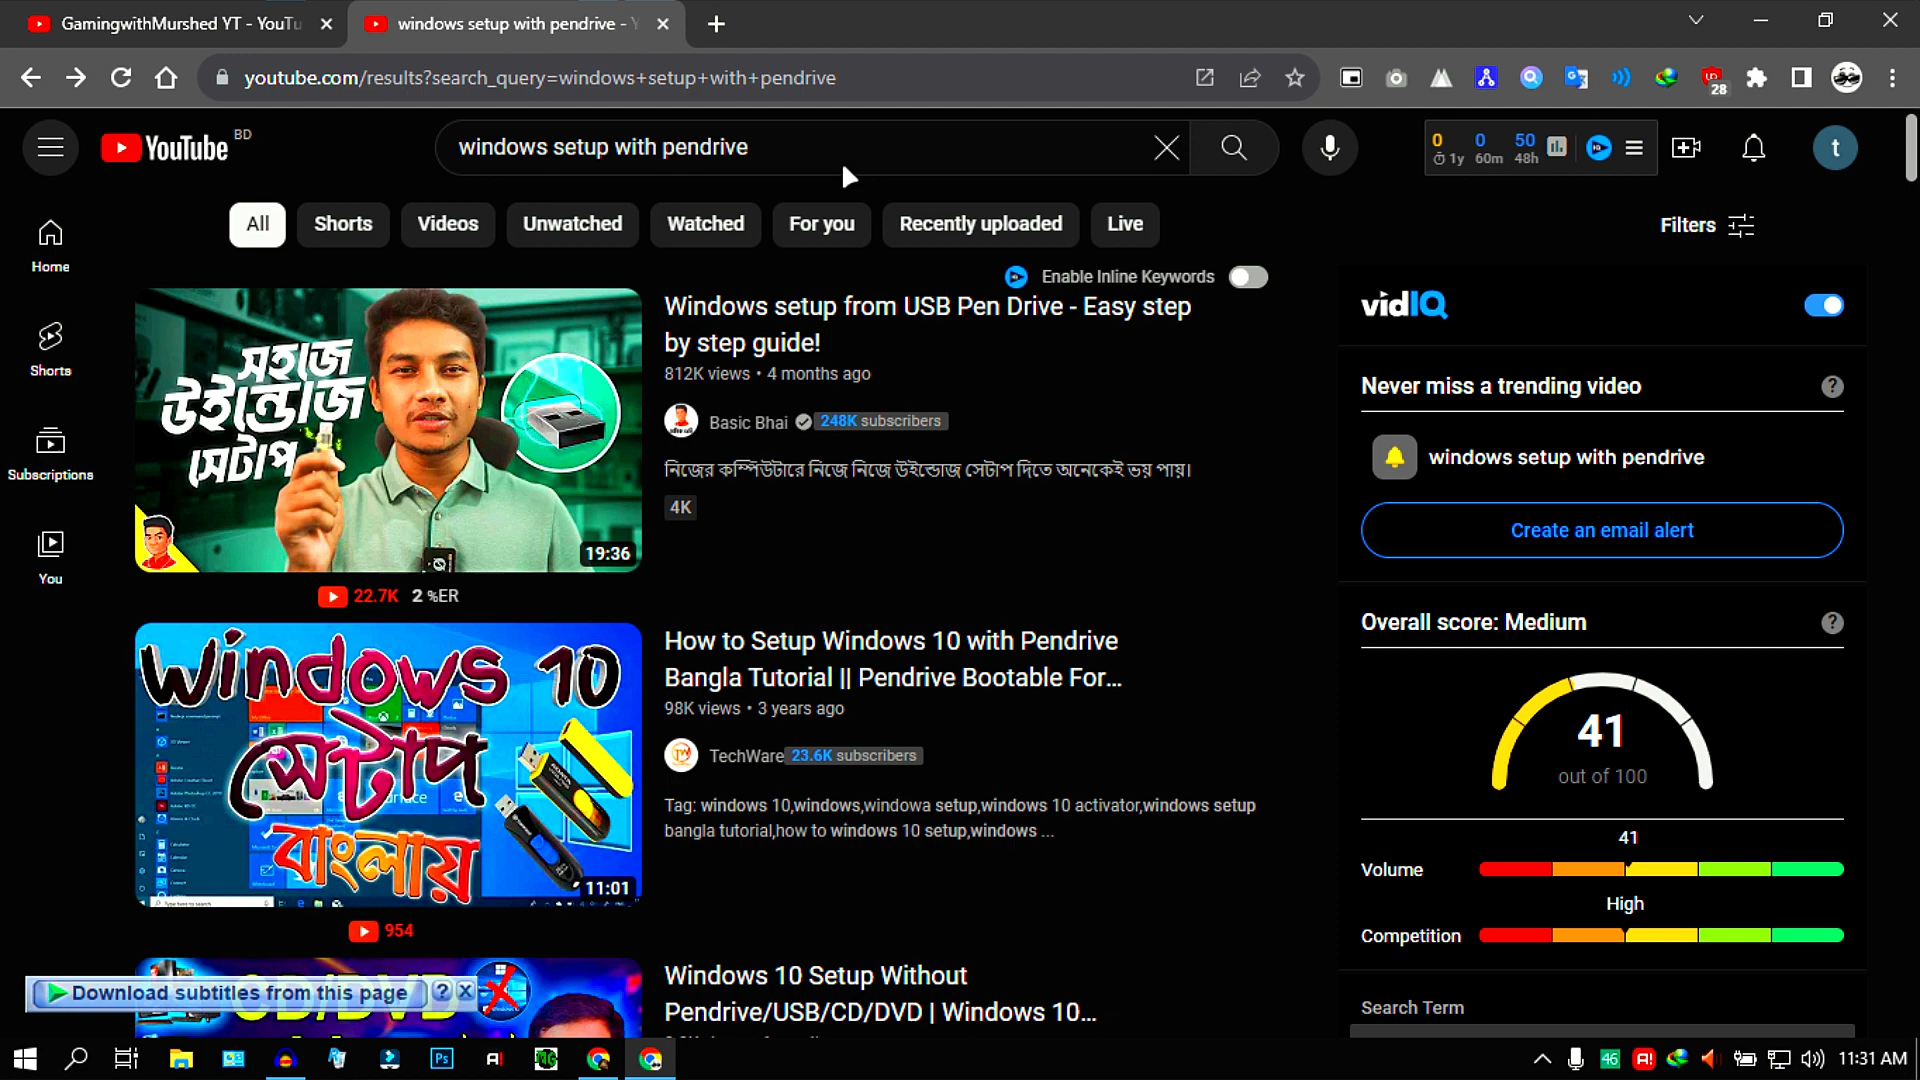 GamingwithMurshed YT - YouTu
windows setup with pendrive - Y
youtube.com/results?search_query=windows+setup+with+pendrive
28
YouTube BD
windows setup with pendrive
0 0 50
1y 60m 48h
t
All Shorts Videos Unwatched Watched For you Recently uploaded Live Filters
Home
Shorts
Subscriptions
You
Enable Inline Keywords
সহজে
উইন্ডোজ
সেটাপ
19:36
22.7K 2 %ER
Windows setup from USB Pen Drive - Easy step
by step guide!
812K views • 4 months ago
Basic Bhai 248K subscribers
নিজের কম্পিউটারে নিজে নিজে উইন্ডোজ সেটাপ দিতে অনেকেই ভয় পায়।
4K
Windows 10
সেটাপ
বাংলায়
11:01
954
How to Setup Windows 10 with Pendrive
Bangla Tutorial || Pendrive Bootable For...
98K views • 3 years ago
TechWare 23.6K subscribers
Tag: windows 10,windows,windowa setup,windows 10 activator,windows setup
bangla tutorial,how to windows 10 setup,windows ...
CD/DVD
Download subtitles from this page ?
Windows 10 Setup Without
Pendrive/USB/CD/DVD | Windows 10...
vidIQ
Never miss a trending video ?
windows setup with pendrive
Create an email alert
Overall score: Medium ?
41
out of 100
41
Volume
High
Competition
Search Term
Ps
46
11:31 AM